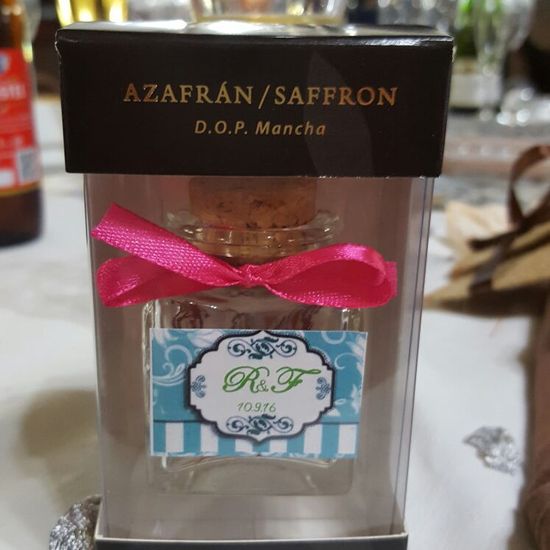 AZAFRÁN / SAFFRON
D.O.P. Mancha
R&F
10.9.16